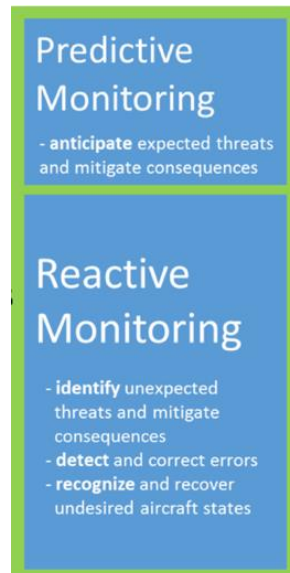 Predictive
Monitoring
- anticipate expected threats
and mitigate consequences
Reactive
Monitoring
- identify unexpected
threats and mitigate
consequences
- detect and correct errors
- recognize and recover
undesired aircraft states